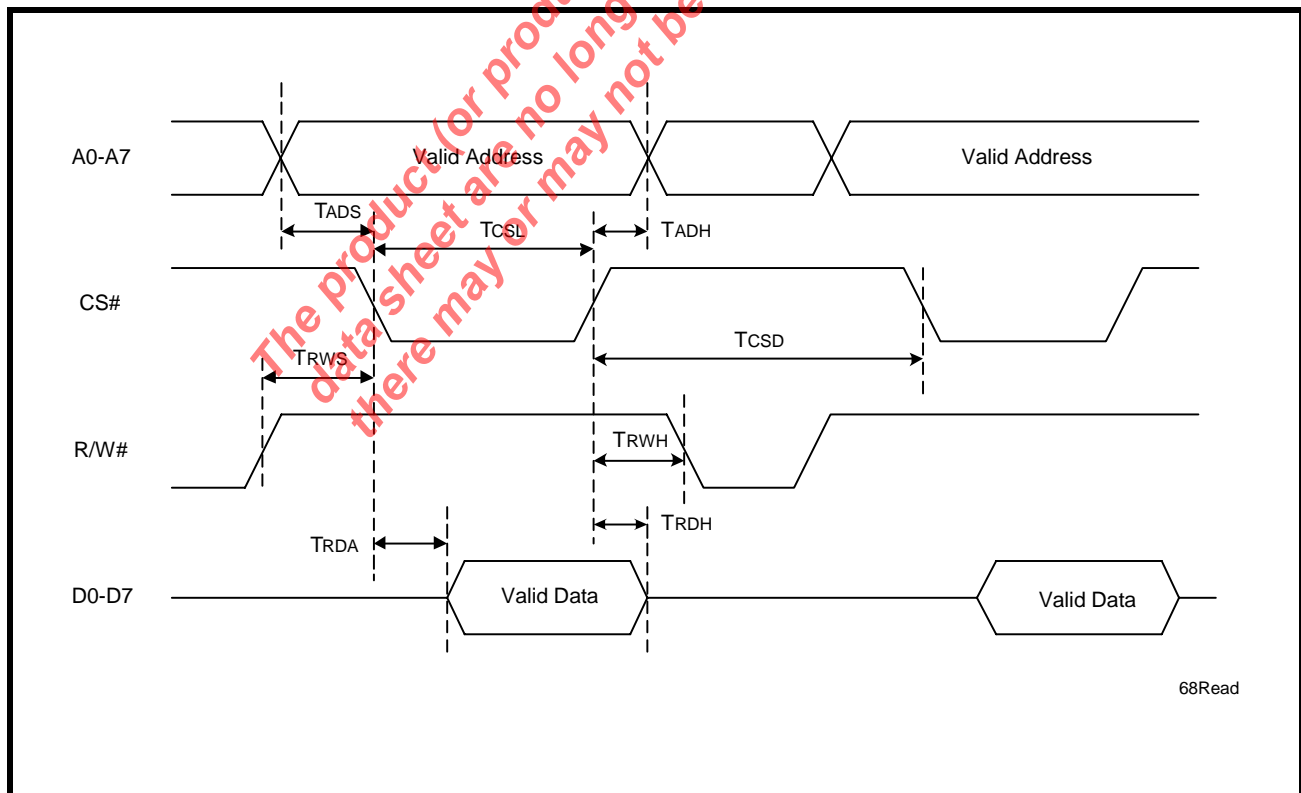 The product (or produ
data sheet are no long
there may or may not be
A0-A7
Valid Address
Valid Address
TADS
TCSL
TADH
CS#
TCSD
TRWS
R/W#
TRWH
TRDH
TRDA
D0-D7
Valid Data
Valid Data
68Read